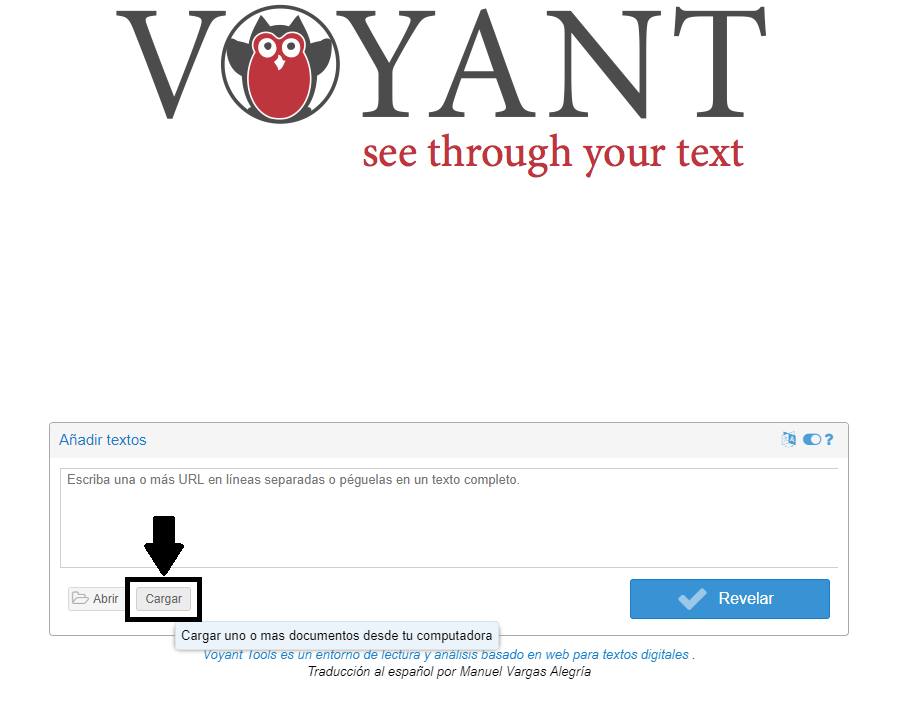 VOYANT
see through your text
Añadir textos
?
Escriba una o más URL en líneas separadas o péguelas en un texto completo.
Abrir Cargar Revelar
Cargar uno o mas documentos desde tu computadora
Voyant Tools es un entorno de lectura y análisis basado en web para textos digitales .
Traducción al español por Manuel Vargas Alegría